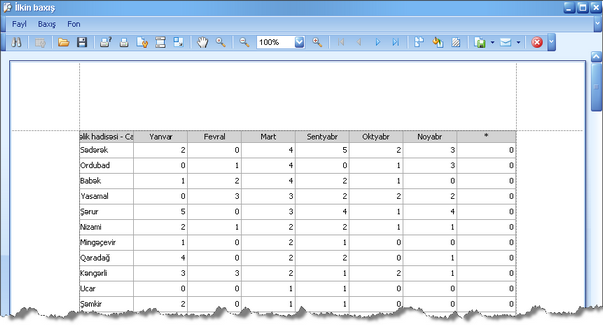 İlkin baxış
Fayl Baxış Fon
100%
əlik hadisəsi - Ca Yanvar Fevral Mart Sentyabr Oktyabr Noyabr *
Sədərək 2 0 4 5 2 3 0
Ordubad 0 1 4 0 1 3 0
Babək 1 2 4 2 1 0 0
Yasamal 0 3 3 2 2 2 0
Şərur 5 0 3 4 1 4 0
Nizami 2 1 2 2 1 1 0
Mingəçevir 1 0 2 1 0 0 0
Qaradağ 4 0 2 2 0 1 0
Kəngərli 3 3 2 1 2 1 0
Ucar 0 0 1 1 0 0 0
Şəmkir 2 0 1 1 0 0 0